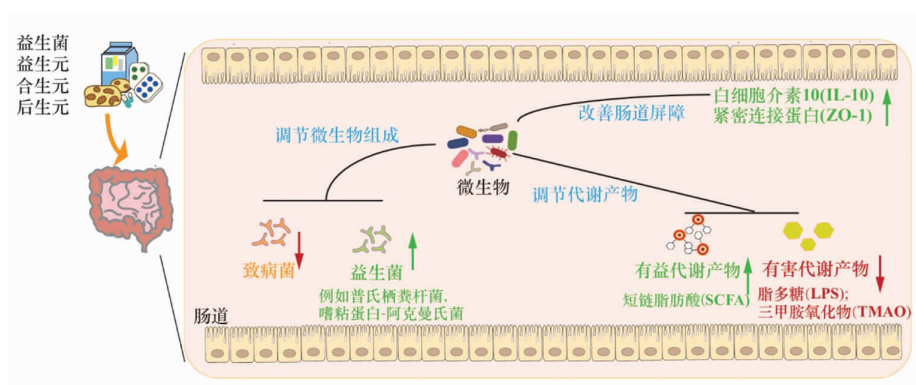 益生菌
益生元
合生元
后生元
白细胞介素10(IL-10)
紧密连接蛋白(ZO-1)
改善肠道屏障
调节微生物组成
微生物
调节代谢产物
致病菌
益生菌
例如普氏栖粪杆菌,
嗜粘蛋白-阿克曼氏菌
有益代谢产物
短链脂肪酸(SCFA)
有害代谢产物
脂多糖(LPS);
三甲胺氧化物(TMAO)
肠道